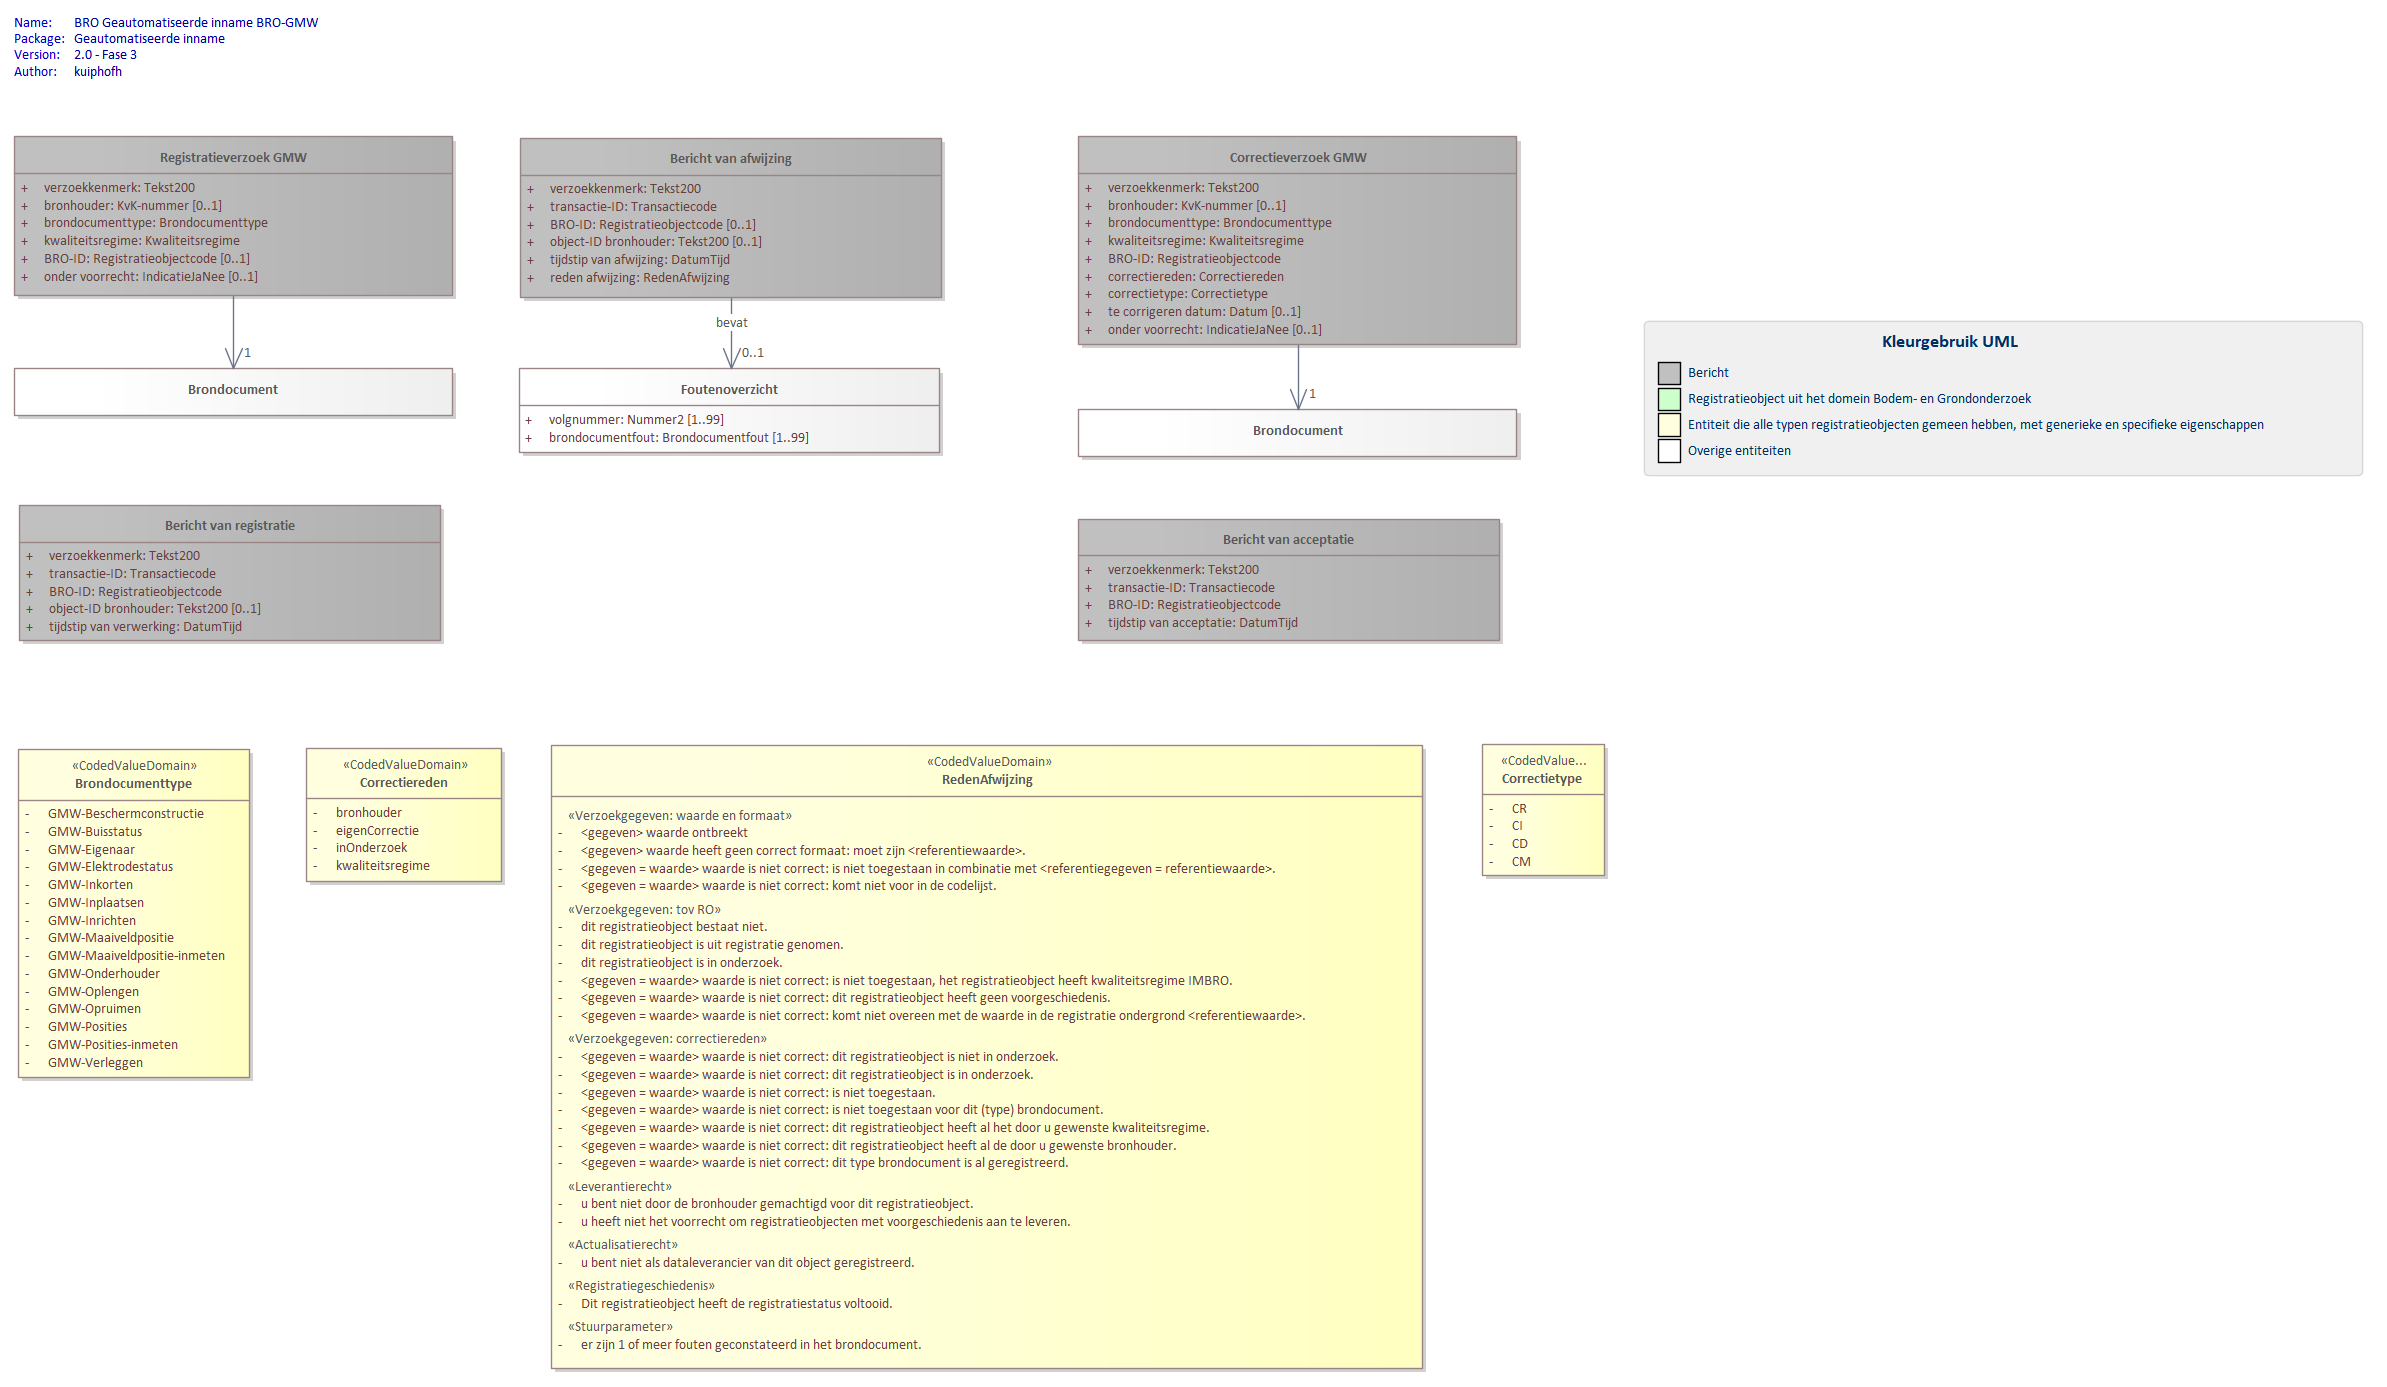 Name: BRO Geautomatiseerde inname BRO-GMW
Package: Geautomatiseerde inname
Version: 2.0 - Fase 3
Author: kuiphofh
Registratieverzoek GMW
+ verzoekkenmerk: Tekst200
+ bronhouder: KvK-nummer [0..1]
+ brondocumenttype: Brondocumenttype
+ kwaliteitsregime: Kwaliteitsregime
+ BRO-ID: Registratieobjectcode [0..1]
+ onder voorrecht: IndicatieJaNee [0..1]
1
Brondocument
Bericht van afwijzing
+ verzoekkenmerk: Tekst200
+ transactie-ID: Transactiecode
+ BRO-ID: Registratieobjectcode [0..1]
+ object-ID bronhouder: Tekst200 [0..1]
+ tijdstip van afwijzing: DatumTijd
+ reden afwijzing: RedenAfwijzing
bevat
0..1
Foutenoverzicht
+ volgnummer: Nummer2 [1..99]
+ brondocumentfout: Brondocumentfout [1..99]
Correctieverzoek GMW
+ verzoekkenmerk: Tekst200
+ bronhouder: KvK-nummer [0..1]
+ brondocumenttype: Brondocumenttype
+ kwaliteitsregime: Kwaliteitsregime
+ BRO-ID: Registratieobjectcode
+ correctiereden: Correctiereden
+ correctietype: Correctietype
+ te corrigeren datum: Datum [0..1]
+ onder voorrecht: IndicatieJaNee [0..1]
1
Brondocument
Kleurgebruik UML
Bericht
Registratieobject uit het domein Bodem- en Grondonderzoek
Entiteit die alle typen registratieobjecten gemeen hebben, met generieke en specifieke eigenschappen
Overige entiteiten
Bericht van registratie
+ verzoekkenmerk: Tekst200
+ transactie-ID: Transactiecode
+ BRO-ID: Registratieobjectcode
+ object-ID bronhouder: Tekst200 [0..1]
+ tijdstip van verwerking: DatumTijd
Bericht van acceptatie
+ verzoekkenmerk: Tekst200
+ transactie-ID: Transactiecode
+ BRO-ID: Registratieobjectcode
+ tijdstip van acceptatie: DatumTijd
«CodedValueDomain»
Brondocumenttype
- GMW-Beschermconstructie
- GMW-Buisstatus
- GMW-Eigenaar
- GMW-Elektrodestatus
- GMW-Inkorten
- GMW-Inplaatsen
- GMW-Inrichten
- GMW-Maaiveldpositie
- GMW-Maaiveldpositie-inmeten
- GMW-Onderhouder
- GMW-Oplengen
- GMW-Opruimen
- GMW-Posities
- GMW-Posities-inmeten
- GMW-Verleggen
«CodedValueDomain»
Correctiereden
- bronhouder
- eigenCorrectie
- inOnderzoek
- kwaliteitsregime
«CodedValueDomain»
RedenAfwijzing
«Verzoekgegeven: waarde en formaat»
- <gegeven> waarde ontbreekt
- <gegeven> waarde heeft geen correct formaat: moet zijn <referentiewaarde>.
- <gegeven = waarde> waarde is niet correct: is niet toegestaan in combinatie met <referentiegegeven = referentiewaarde>.
- <gegeven = waarde> waarde is niet correct: komt niet voor in de codelijst.
«Verzoekgegeven: tov RO»
- dit registratieobject bestaat niet.
- dit registratieobject is uit registratie genomen.
- dit registratieobject is in onderzoek.
- <gegeven = waarde> waarde is niet correct: is niet toegestaan, het registratieobject heeft kwaliteitsregime IMBRO.
- <gegeven = waarde> waarde is niet correct: dit registratieobject heeft geen voorgeschiedenis.
- <gegeven = waarde> waarde is niet correct: komt niet overeen met de waarde in de registratie ondergrond <referentiewaarde>.
«Verzoekgegeven: correctiereden»
- <gegeven = waarde> waarde is niet correct: dit registratieobject is niet in onderzoek.
- <gegeven = waarde> waarde is niet correct: dit registratieobject is in onderzoek.
- <gegeven = waarde> waarde is niet correct: is niet toegestaan.
- <gegeven = waarde> waarde is niet correct: is niet toegestaan voor dit (type) brondocument.
- <gegeven = waarde> waarde is niet correct: dit registratieobject heeft al het door u gewenste kwaliteitsregime.
- <gegeven = waarde> waarde is niet correct: dit registratieobject heeft al de door u gewenste bronhouder.
- <gegeven = waarde> waarde is niet correct: dit type brondocument is al geregistreerd.
«Leverantierecht»
- u bent niet door de bronhouder gemachtigd voor dit registratieobject.
- u heeft niet het voorrecht om registratieobjecten met voorgeschiedenis aan te leveren.
«Actualisatierecht»
- u bent niet als dataleverancier van dit object geregistreerd.
«Registratiegeschiedenis»
- Dit registratieobject heeft de registratiestatus voltooid.
«Stuurparameter»
- er zijn 1 of meer fouten geconstateerd in het brondocument.
«CodedValue...
Correctietype
- CR
- CI
- CD
- CM